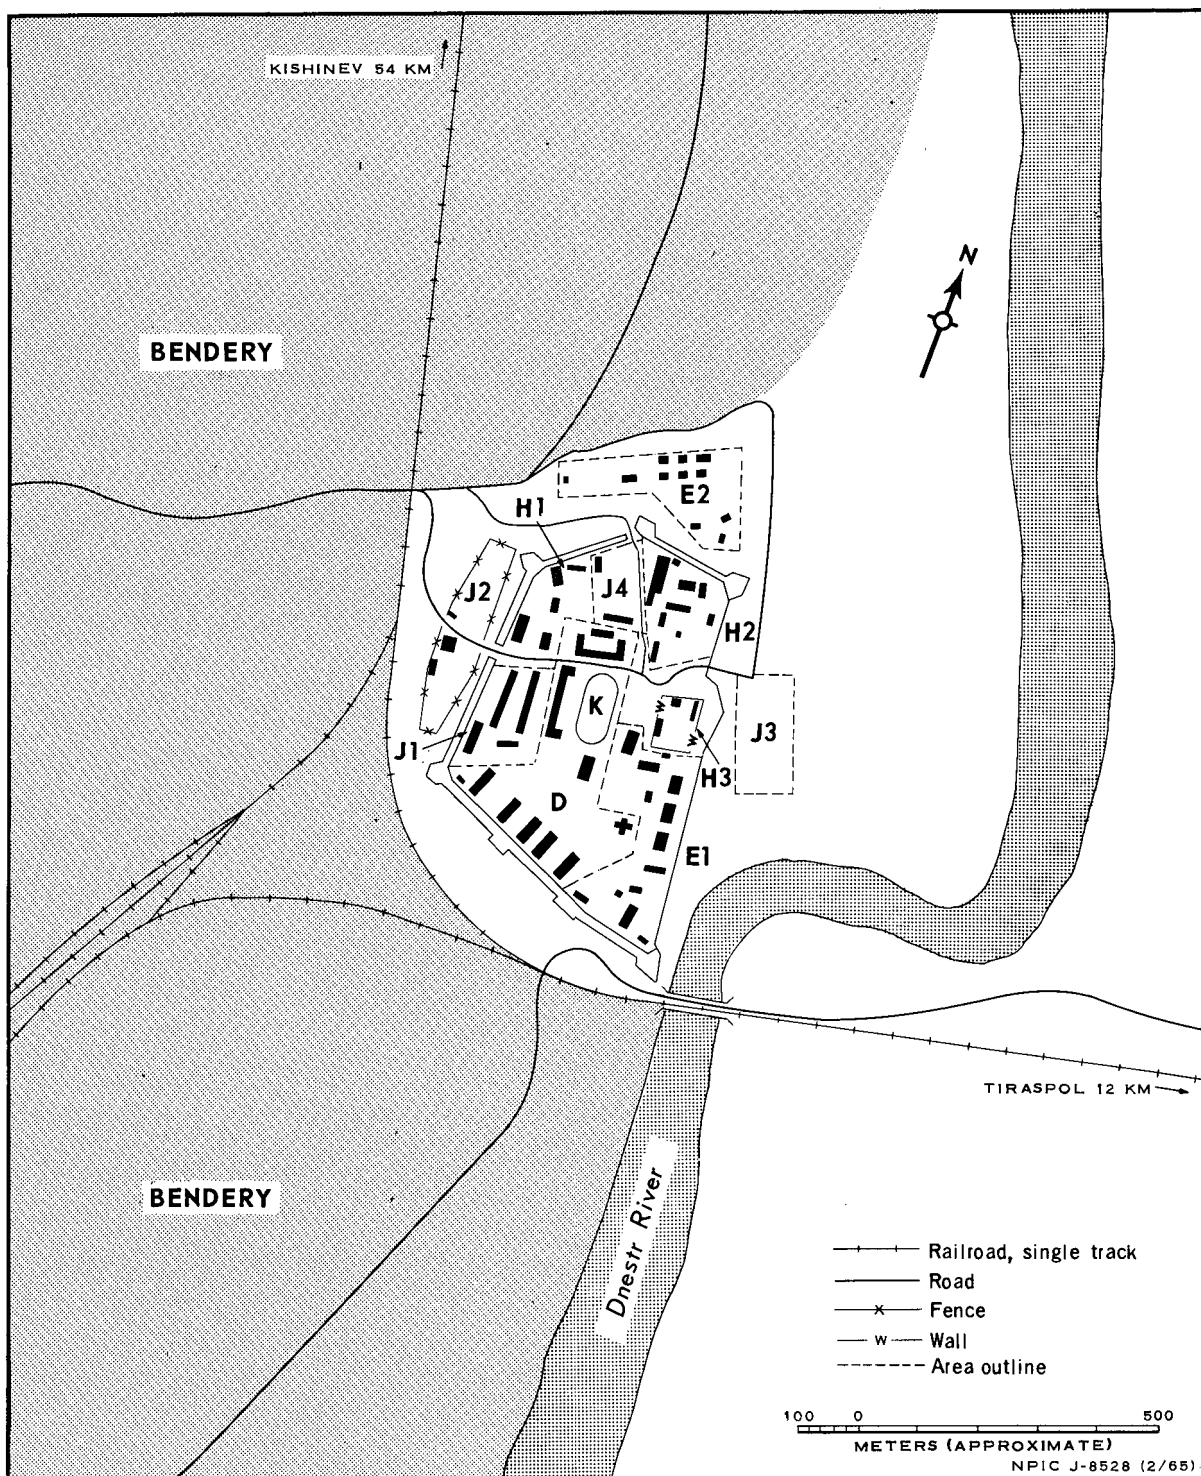 KISHINEV 54 KM
N
BENDERY
E2
H1
J2
J4
H2
K
W
J3
J1
W
H3
D
E1
TIRASPOL 12 KM
BENDERY
Dnestr River
Railroad, single track
Road
x Fence
w Wall
Area outline
100 0 500
METERS (APPROXIMATE)
NPIC J-8528 (2/65)